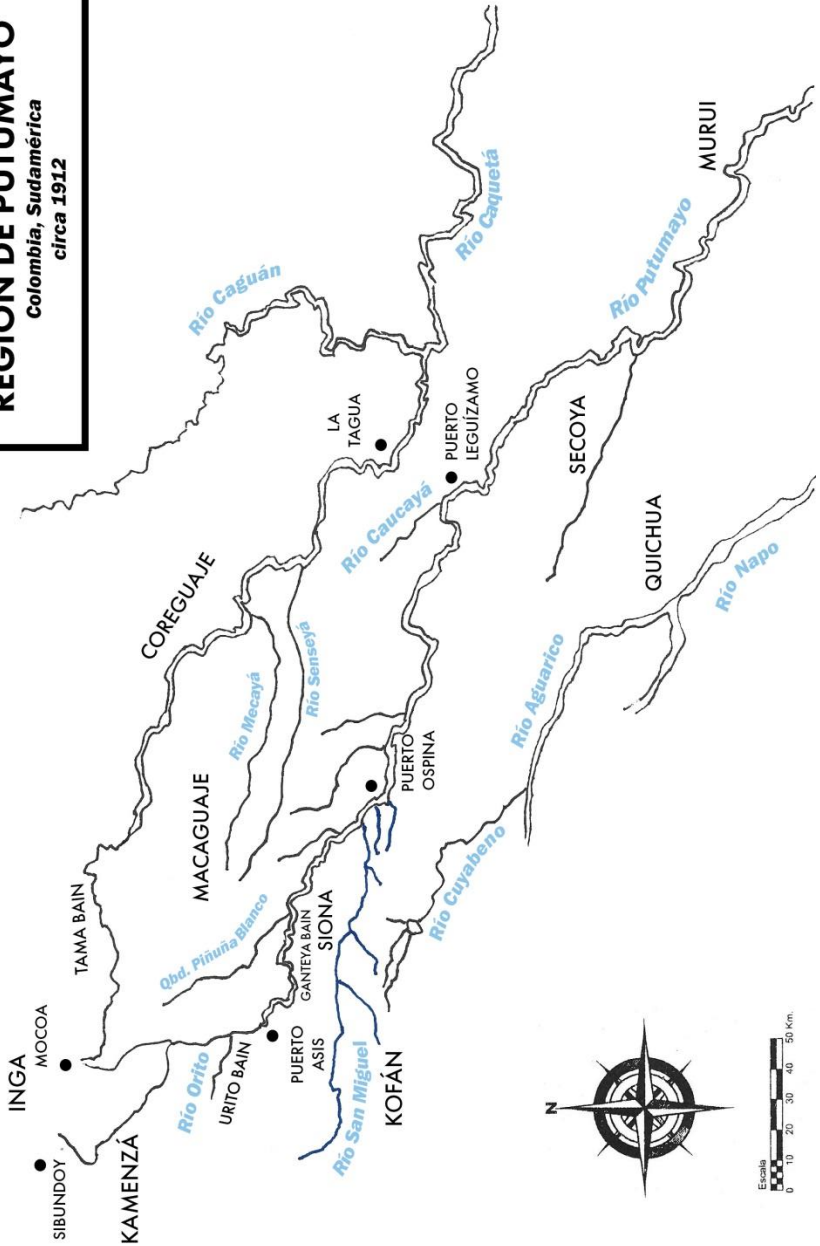 REGIÓN DE PUTUMAYO
Colombia, Sudamérica
circa 1912
INGA
MOCOA
SIBUNDOY
KAMENZÁ
TAMA BAIN
COREGUAJE
Río Caguán
MACAGUAJE
Río Mecayá
Río Senseyá
LA
TAGUA
Río Caquetá
Qbd. Piñuña Blanco
Río Orito
URITO BAIN
PUERTO
ASIS
GANTEYA BAIN
SIONA
PUERTO
OSPINA
Río Caucayá
PUERTO
LEGUÍZAMO
Río Putumayo
MURUI
Río San Miguel
KOFÁN
Río Cuyabeno
Río Aguarico
SECOYA
QUICHUA
Río Napo
N
Escala
0 10 20 30 40 50 Km.